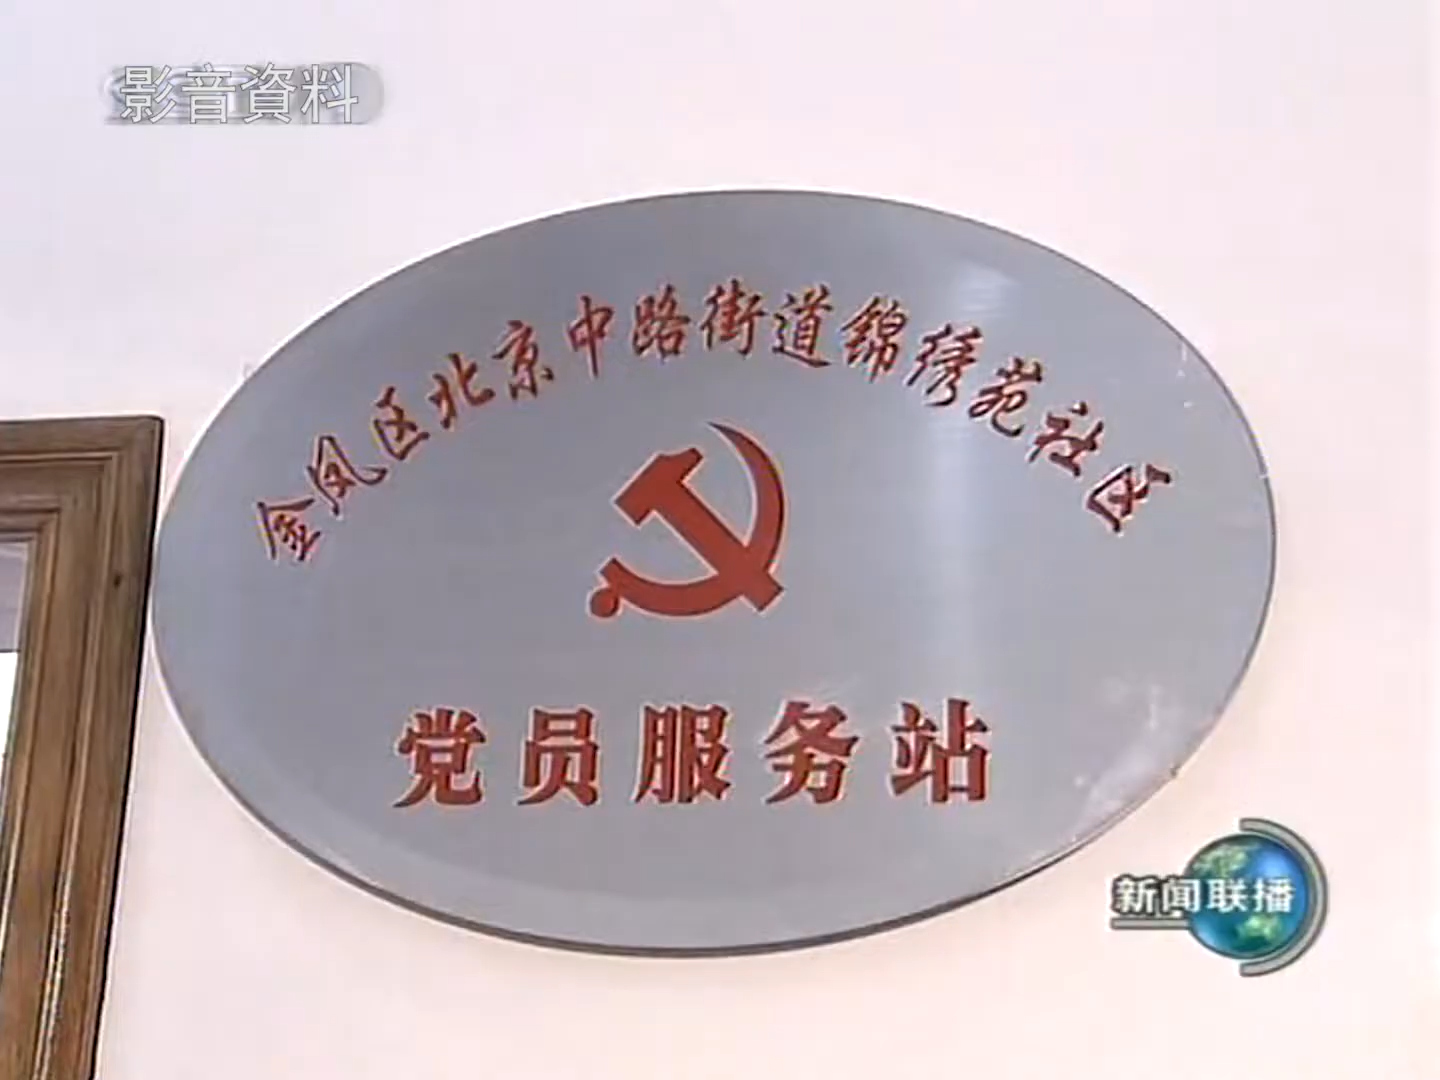 影音資料
金凤区北京中路街道锦绣苑社区
党员服务站
新闻联播